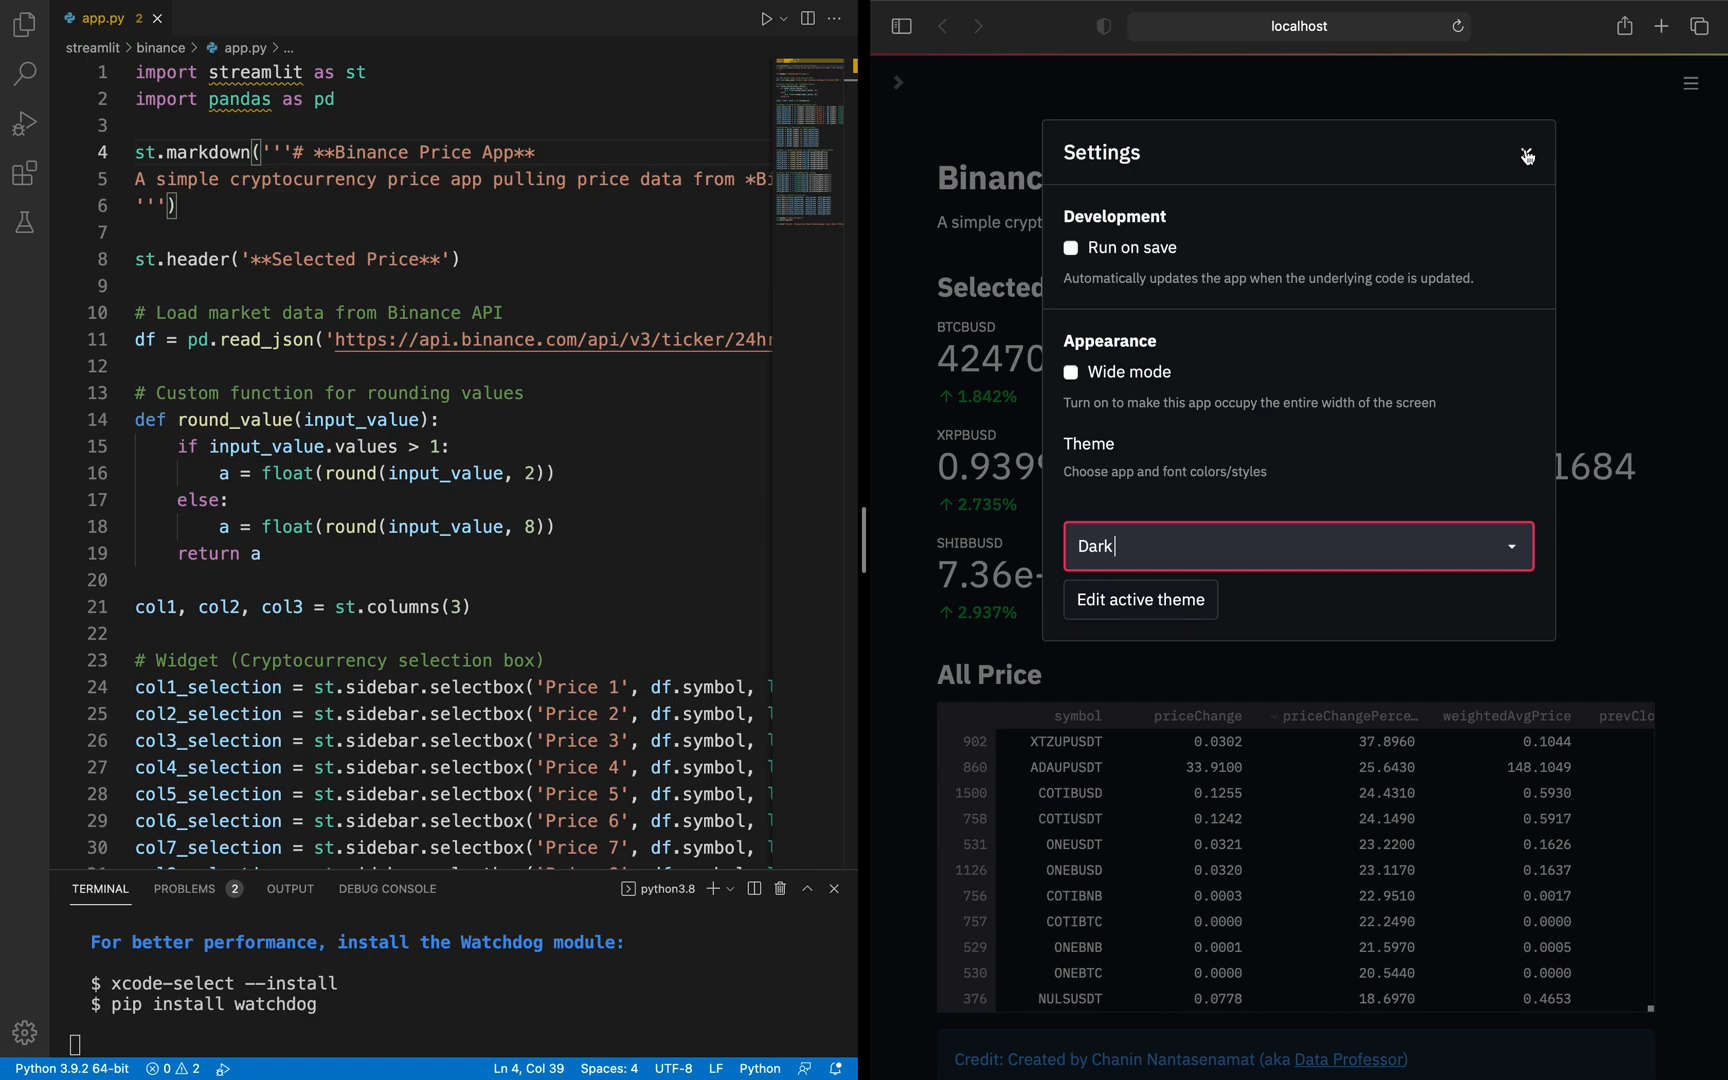 app.py 2
streamlit > binance > app.py > ...
1 import streamlit as st
2 import pandas as pd
3
4 st.markdown('''# **Binance Price App**
5 A simple cryptocurrency price app pulling price data from *Bi
6 ''')
7
8 st.header('**Selected Price**')
9
10 # Load market data from Binance API
11 df = pd.read_json('https://api.binance.com/api/v3/ticker/24hr
12
13 # Custom function for rounding values
14 def round_value(input_value):
15 if input_value.values > 1:
16 a = float(round(input_value, 2))
17 else:
18 a = float(round(input_value, 8))
19 return a
20
21 col1, col2, col3 = st.columns(3)
22
23 # Widget (Cryptocurrency selection box)
24 col1_selection = st.sidebar.selectbox('Price 1', df.symbol, l
25 col2_selection = st.sidebar.selectbox('Price 2', df.symbol, l
26 col3_selection = st.sidebar.selectbox('Price 3', df.symbol, l
27 col4_selection = st.sidebar.selectbox('Price 4', df.symbol, l
28 col5_selection = st.sidebar.selectbox('Price 5', df.symbol, l
29 col6_selection = st.sidebar.selectbox('Price 6', df.symbol, l
30 col7_selection = st.sidebar.selectbox('Price 7', df.symbol, l
TERMINAL PROBLEMS 2 OUTPUT DEBUG CONSOLE python3.8
For better performance, install the Watchdog module:
$ xcode-select --install
$ pip install watchdog
Python 3.9.2 64-bit 0 2 Ln 4, Col 39 Spaces: 4 UTF-8 LF Python
localhost
Binanc
A simple crypt
Selected
BTCBUSD
42470
↑ 1.842%
XRPBUSD
0.939
1684
↑ 2.735%
SHIBBUSD
7.36e-
↑ 2.937%
Settings
Development
Run on save
Automatically updates the app when the underlying code is updated.
Appearance
Wide mode
Turn on to make this app occupy the entire width of the screen
Theme
Choose app and font colors/styles
Dark
Edit active theme
All Price
symbol priceChange priceChangePerce… weightedAvgPrice prevClo
902 XTZUPUSDT 0.0302 37.8960 0.1044
860 ADAUPUSDT 33.9100 25.6430 148.1049
1500 COTIBUSD 0.1255 24.4310 0.5930
758 COTIUSDT 0.1242 24.1490 0.5917
531 ONEUSDT 0.0321 23.2200 0.1626
1126 ONEBUSD 0.0320 23.1170 0.1637
756 COTIBNB 0.0003 22.9510 0.0017
757 COTIBTC 0.0000 22.2490 0.0000
529 ONEBNB 0.0001 21.5970 0.0005
530 ONEBTC 0.0000 20.5440 0.0000
376 NULSUSDT 0.0778 18.6970 0.4653
Credit: Created by Chanin Nantasenamat (aka Data Professor)